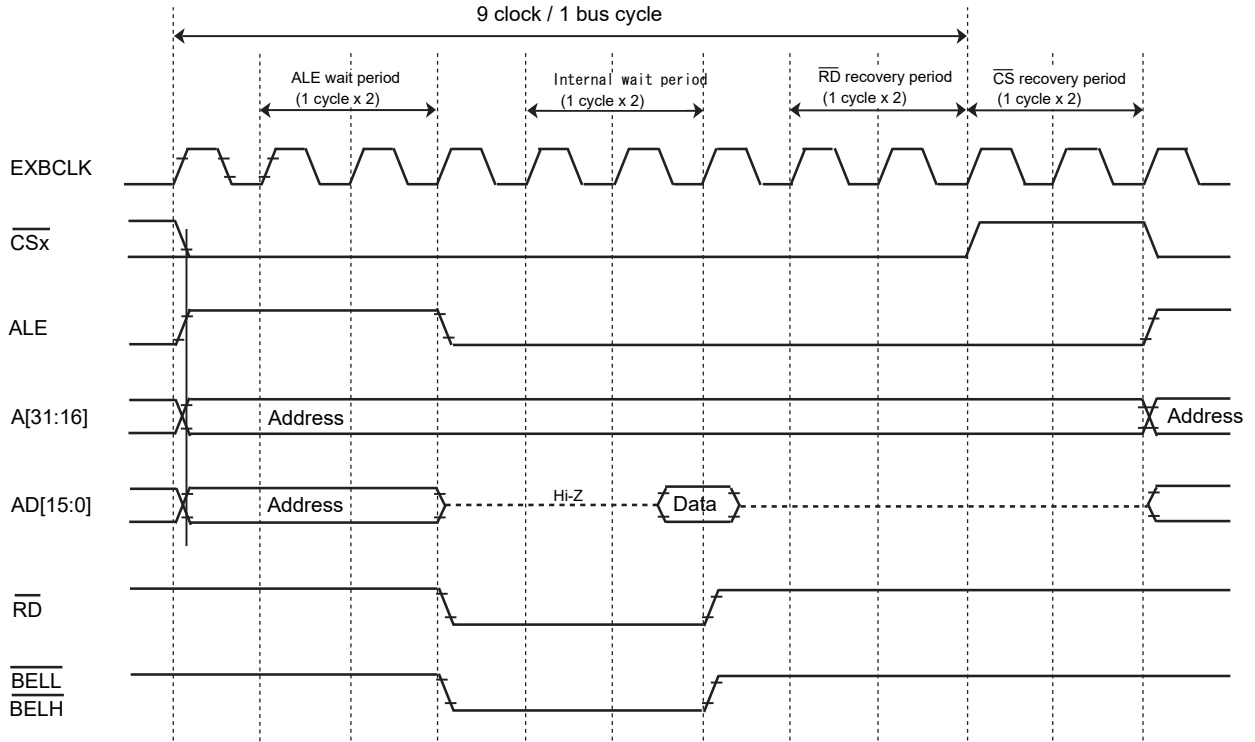 9 clock / 1 bus cycle
ALE wait period
(1 cycle x 2)
Internal wait period
(1 cycle x 2)
RD recovery period
(1 cycle x 2)
CS recovery period
(1 cycle x 2)
EXBCLK
CSx
ALE
A[31:16]
Address
Address
AD[15:0]
Address
Hi-Z
Data
RD
BELL
BELH